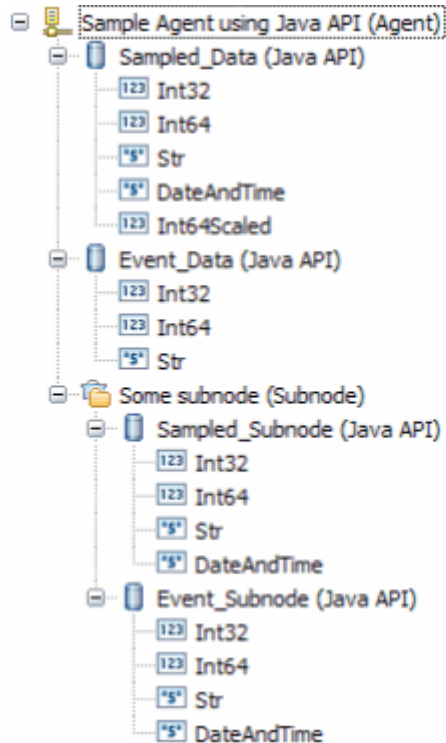 Sample Agent using Java API (Agent)
Sampled_Data (Java API)
123 Int32
123 Int64
"S" Str
"S" DateAndTime
123 Int64Scaled
Event_Data (Java API)
123 Int32
123 Int64
"S" Str
Some subnode (Subnode)
Sampled_Subnode (Java API)
123 Int32
123 Int64
"S" Str
"S" DateAndTime
Event_Subnode (Java API)
123 Int32
123 Int64
"S" Str
"S" DateAndTime